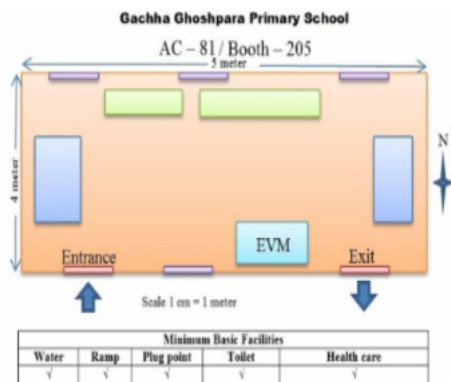 Gachha Ghoshpara Primary School
AC – 81/ Booth – 205
5 meter
4 meter
N
EVM
Entrance
Exit
Scale 1 cm = 1 meter
Minimum Basic Facilities
Water Ramp Plug point Toilet Health care
√ √ √ √ √